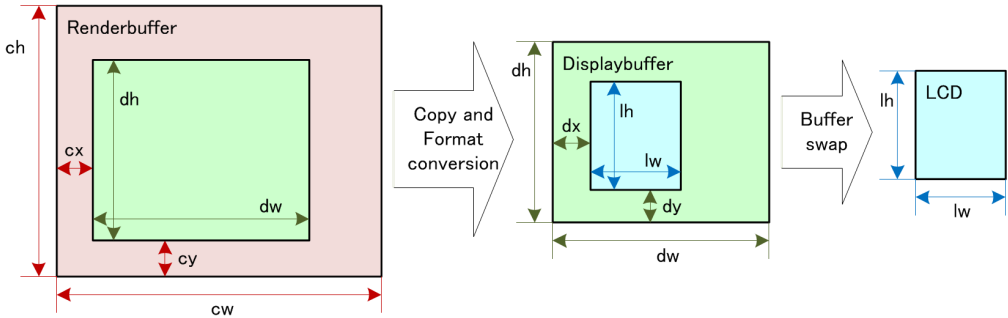 Renderbuffer
ch
dh
cx
dw
cy
cw
Copy and
Format
conversion
Displaybuffer
dh
lh
dx
lw
dy
dw
Buffer
swap
LCD
lh
lw